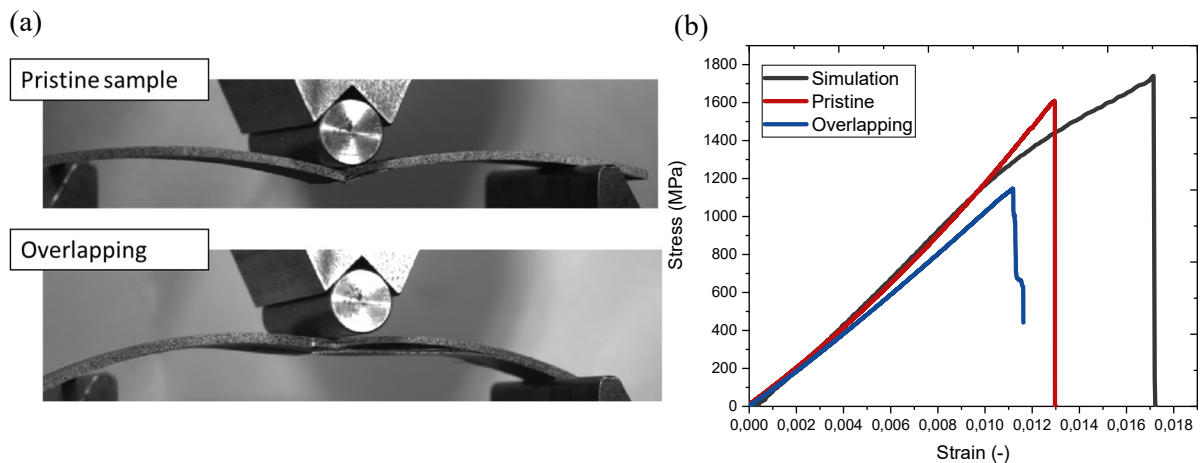 (a)
Pristine sample
Overlapping
(b)
1800
1600
1400
1200
1000
800
600
400
200
0
Stress (MPa)
Simulation
Pristine
Overlapping
0,000 0,002 0,004 0,006 0,008 0,010 0,012 0,014 0,016 0,018
Strain (-)